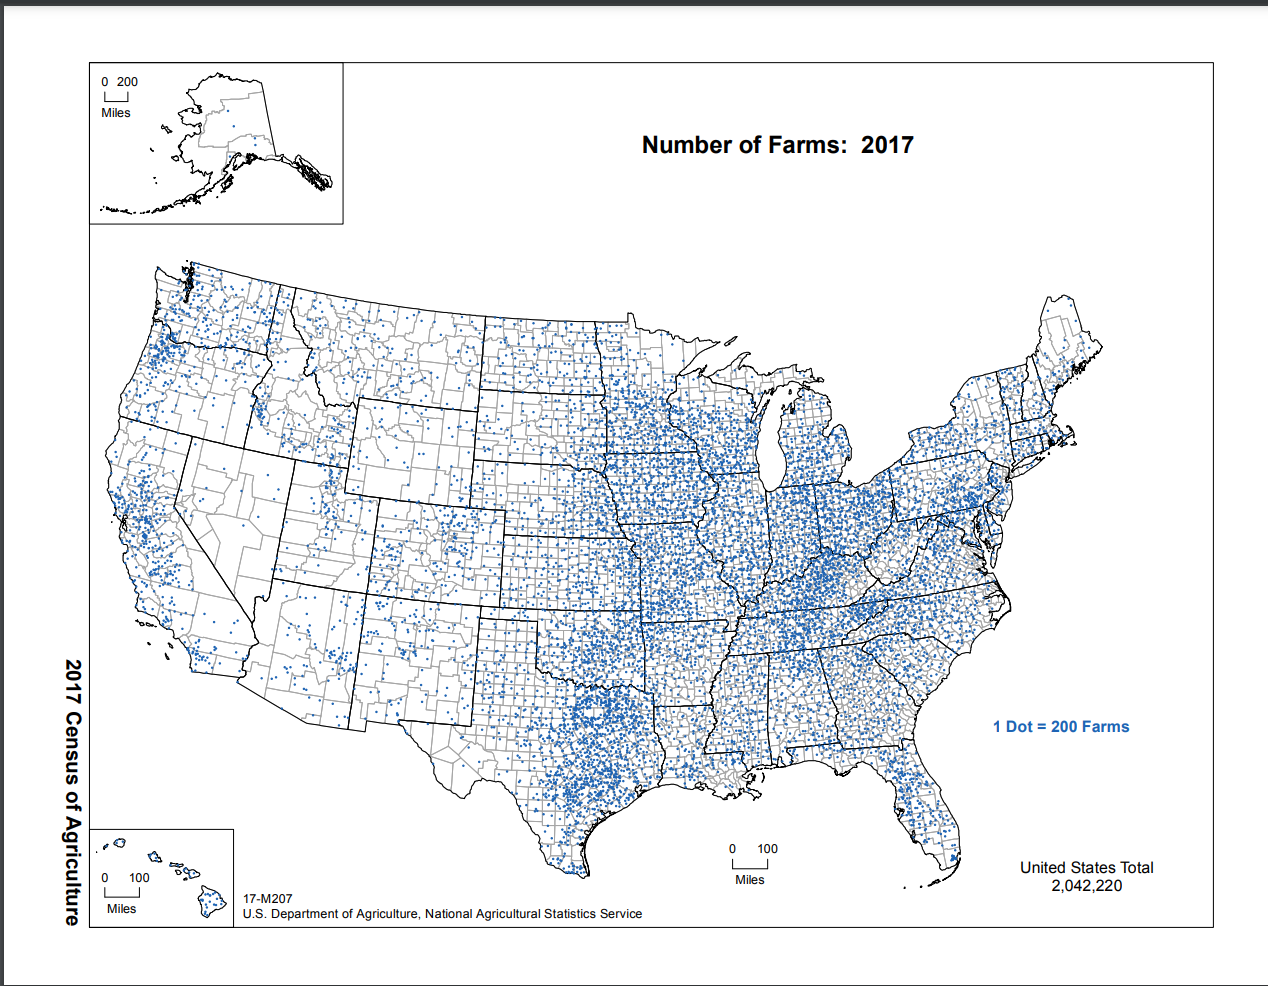 0 200
Miles
Number of Farms: 2017
1 Dot = 200 Farms
0 100
Miles
United States Total
2,042,220
0 100
Miles
17-M207
U.S. Department of Agriculture, National Agricultural Statistics Service
2017 Census of Agriculture